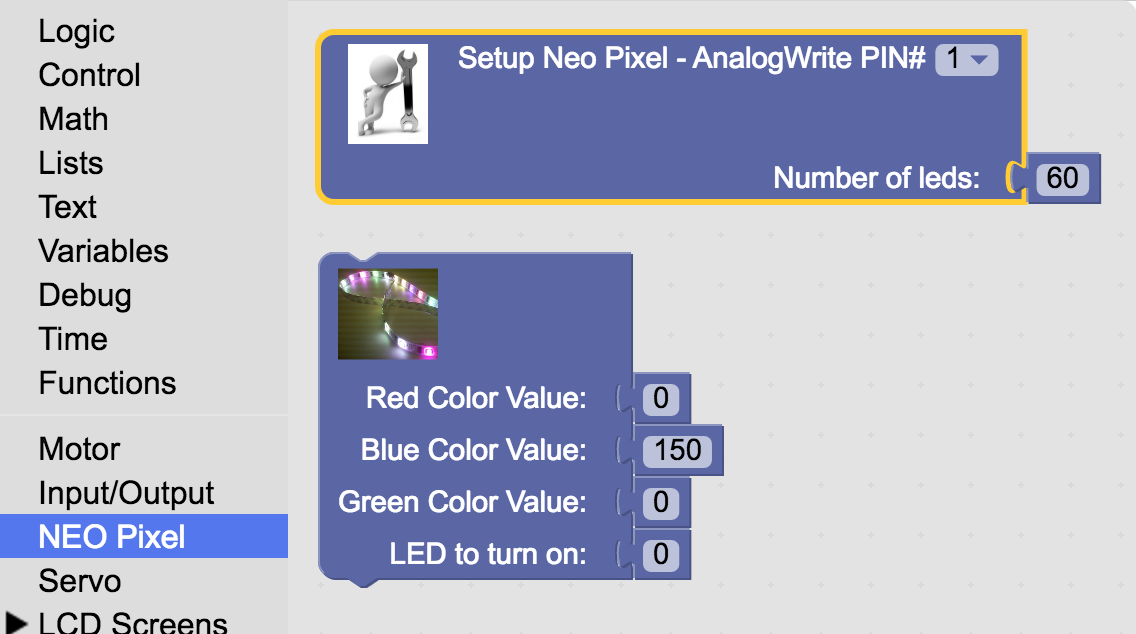 Logic
Control
Math
Lists
Text
Variables
Debug
Time
Functions
Motor
Input/Output
NEO Pixel
Servo
LCD Screens
Setup Neo Pixel - AnalogWrite PIN# 1
Number of leds: 60
Red Color Value: 0
Blue Color Value: 150
Green Color Value: 0
LED to turn on: 0